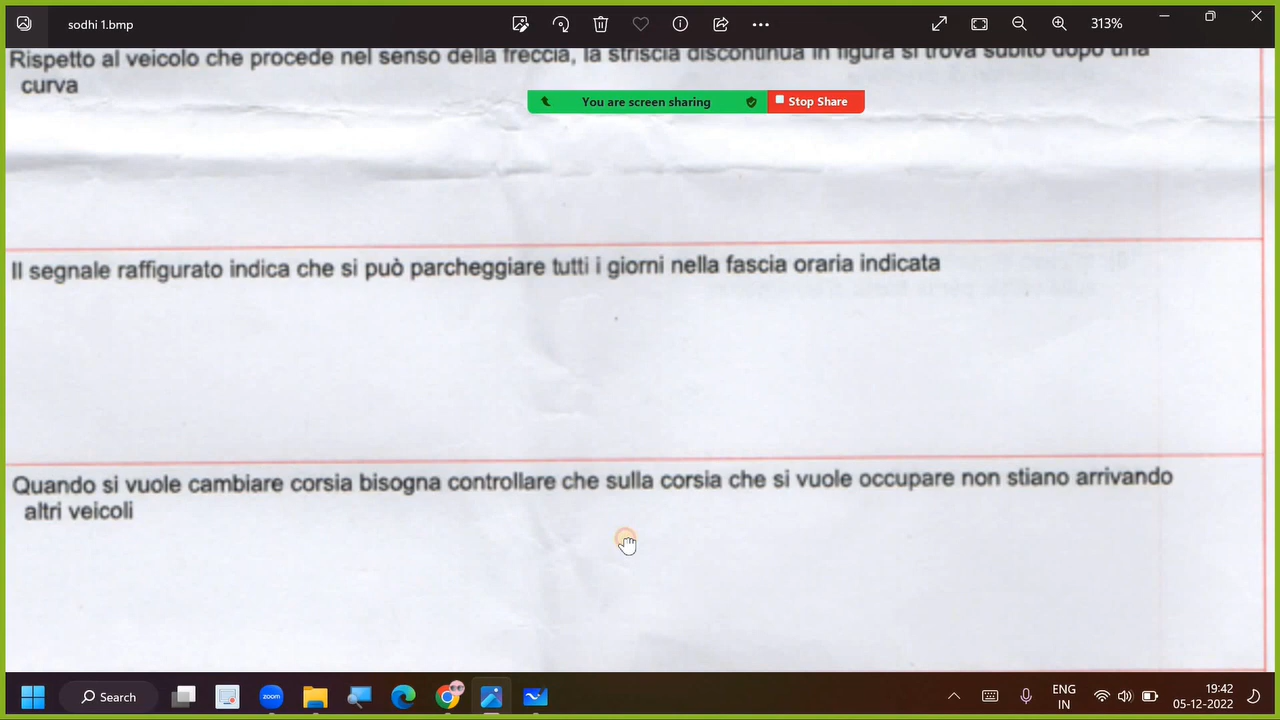 sodhi 1.bmp
313%
Rispetto al veicolo che procede nel senso della freccia, la striscia discontinua in figura si trova subito dopo una
curva
You are screen sharing
Stop Share
Il segnale raffigurato indica che si può parcheggiare tutti i giorni nella fascia oraria indicata
Quando si vuole cambiare corsia bisogna controllare che sulla corsia che si vuole occupare non stiano arrivando
altri veicoli
Search
zoom
ENG
IN
19:42
05-12-2022